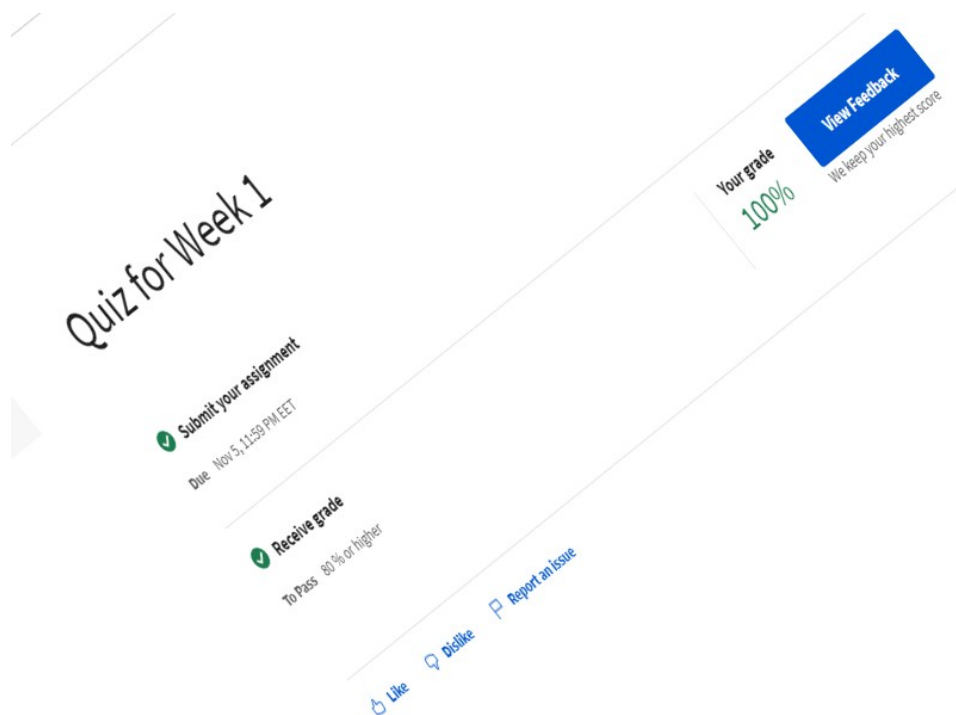 Quiz for Week 1
Submit your assignment
Due Nov 5, 11:59 PM EET
Receive grade
To Pass 80 % or higher
Your grade
100%
View Feedback
We keep your highest score
Like
Dislike
Report an issue